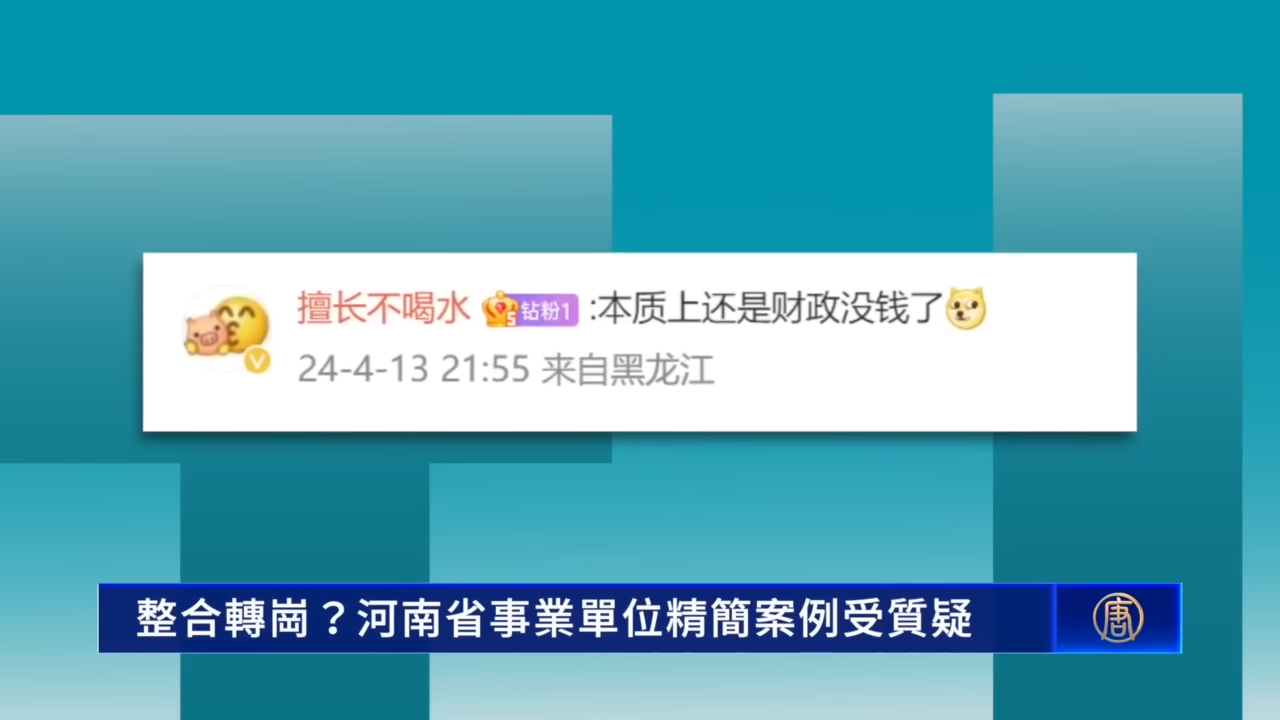 擅长不喝水 5 钻粉1 :本质上还是财政没钱了
24-4-13 21:55 来自黑龙江
整合轉崗？河南省事業單位精簡案例受質疑
唐